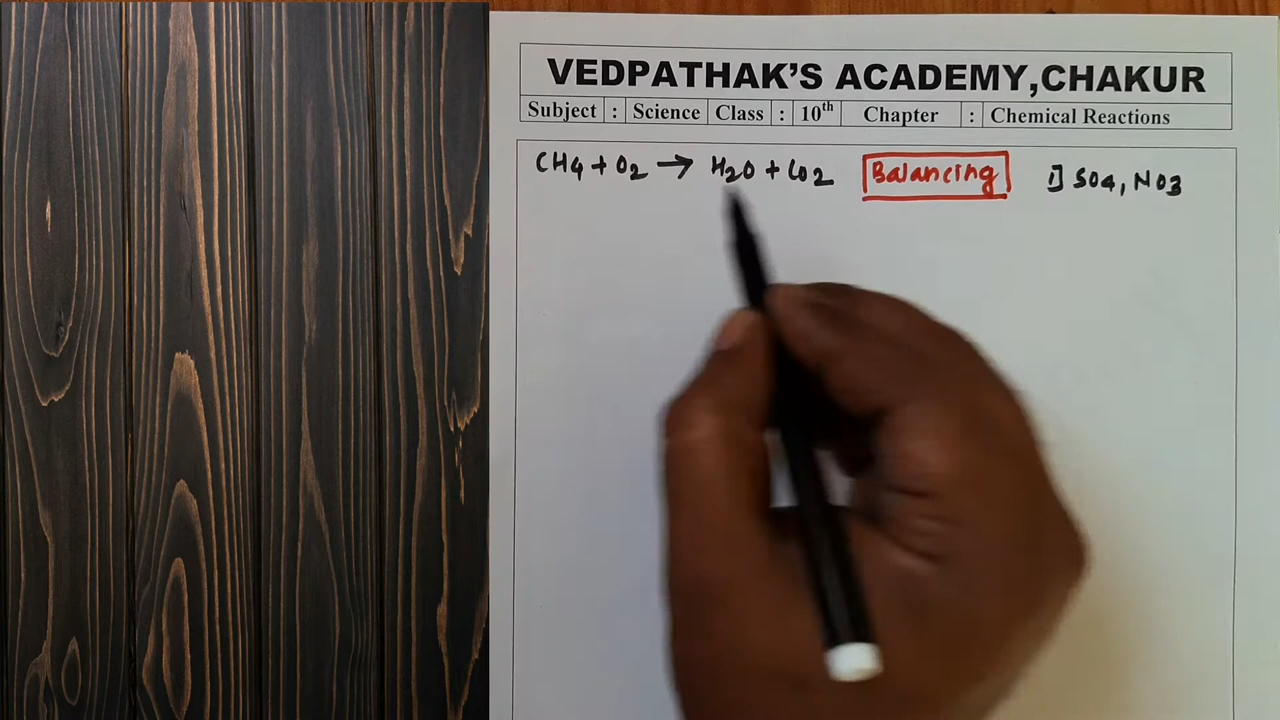 VEDPATHAK'S ACADEMY,CHAKUR
Subject : Science Class : 10th Chapter : Chemical Reactions
CH4 + O2 → H2O + CO2 Balancing 1] SO4, NO3